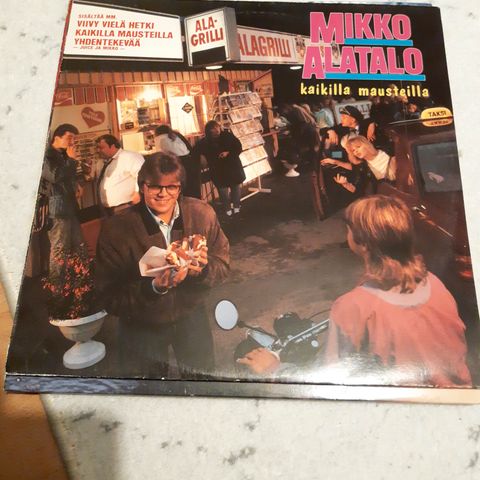 SISÄLTÄÄ MM.
VIIVY VIELÄ HETKI
KAIKILLA MAUSTEILLA
YHDENTEKEVÄÄ
— JUICE JA MIKKO —
ALA-
GRILLI
ALAGRILLI
MIKKO
ALATALO
kaikilla mausteilla
TAKSI